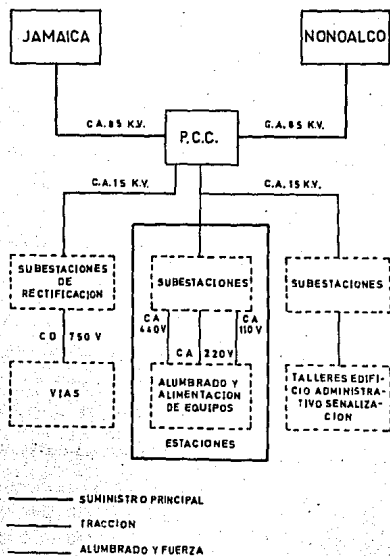 JAMAICA
NONOALCO
C.A. 85 K.V.
C.A. 85 K.V.
P.C.C.
C.A. 15 K.V.
C.A. 15 K.V.
SUBESTACIONES
DE
RECTIFICACION
SUBESTACIONES
SUBESTACIONES
C D 750 V
CA
440V
CA 220V
CA
110V
VIAS
ALUMBRADO Y
ALIMENTACION
DE EQUIPOS
TALLERES EDIFI
CIO ADMINISTRA
TIVO SEÑALIZA
CION
ESTACIONES
SUMINISTRO PRINCIPAL
TRACCION
ALUMBRADO Y FUERZA